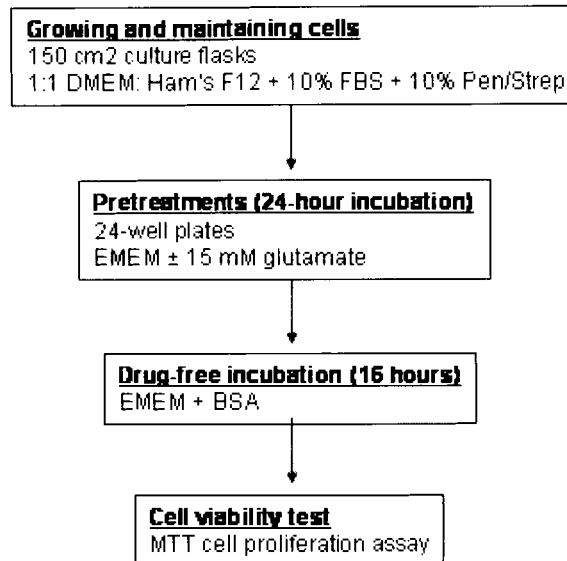 Growing and maintaining cells
150 cm2 culture flasks
1:1 DMEM: Ham's F12 + 10% FBS + 10% Pen/Strep
Pretreatments (24-hour incubation)
24-well plates
EMEM ± 15 mM glutamate
Drug-free incubation (16 hours)
EMEM + BSA
Cell viability test
MTT cell proliferation assay